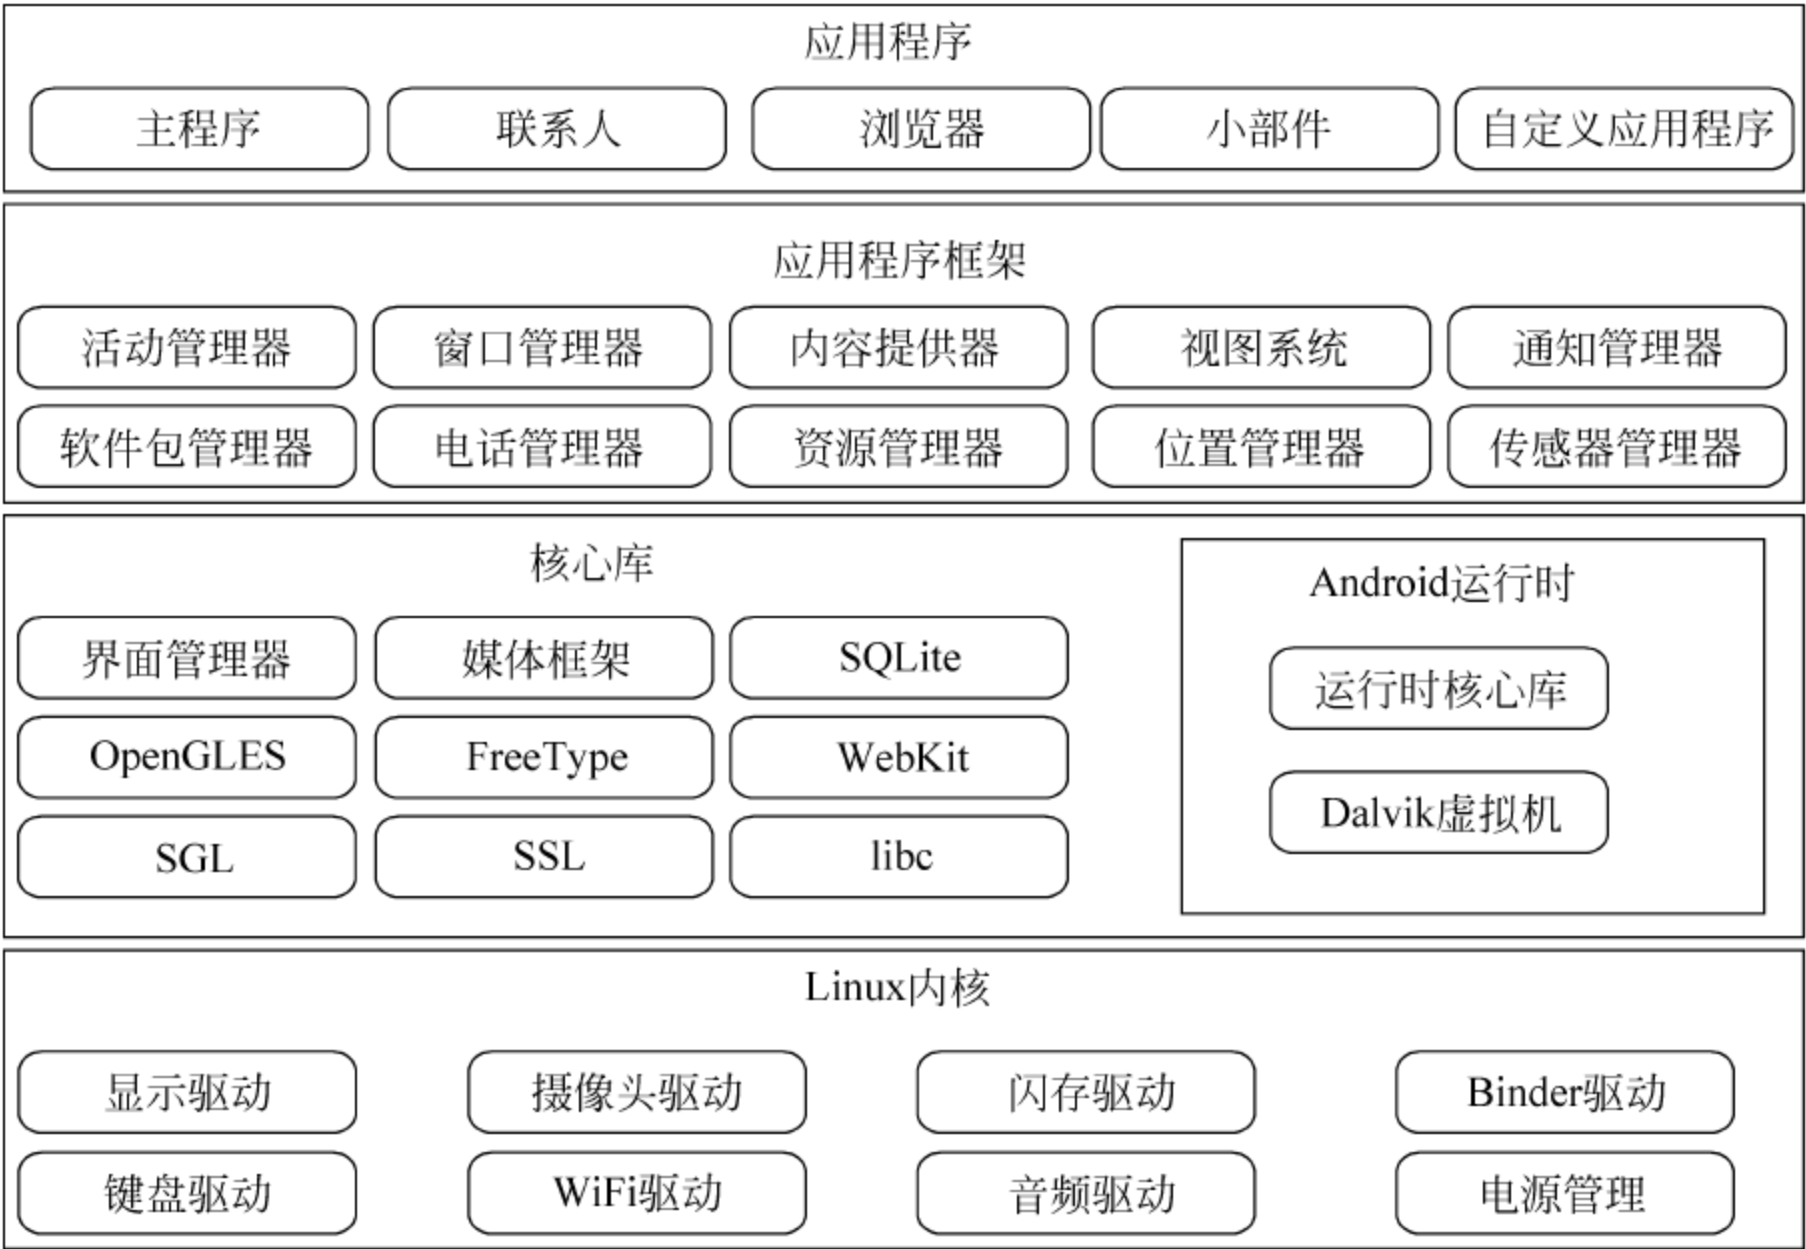 应用程序
主程序
联系人
浏览器
小部件
自定义应用程序
应用程序框架
活动管理器
窗口管理器
内容提供器
视图系统
通知管理器
软件包管理器
电话管理器
资源管理器
位置管理器
传感器管理器
核心库
界面管理器
媒体框架
SQLite
OpenGLES
FreeType
WebKit
SGL
SSL
libc
Android运行时
运行时核心库
Dalvik虚拟机
Linux内核
显示驱动
摄像头驱动
闪存驱动
Binder驱动
键盘驱动
WiFi驱动
音频驱动
电源管理